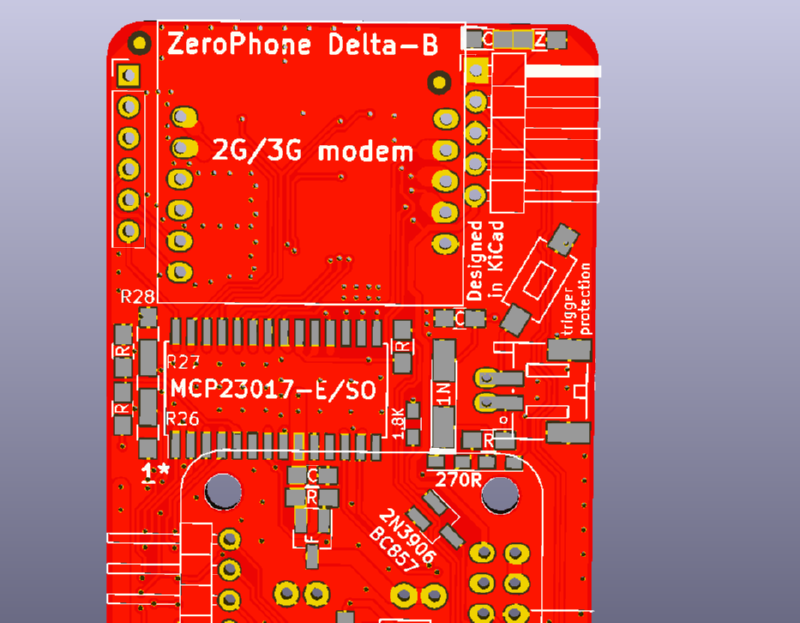 ZeroPhone Delta-B
C Z
2G/3G modem
Designed
in KiCad
trigger
protection
R28
C
R
R
R27
MCP23017-E/SO
1N
R
R26
1.8K
R
1*
270R
C
R
F
2N3906
BC857